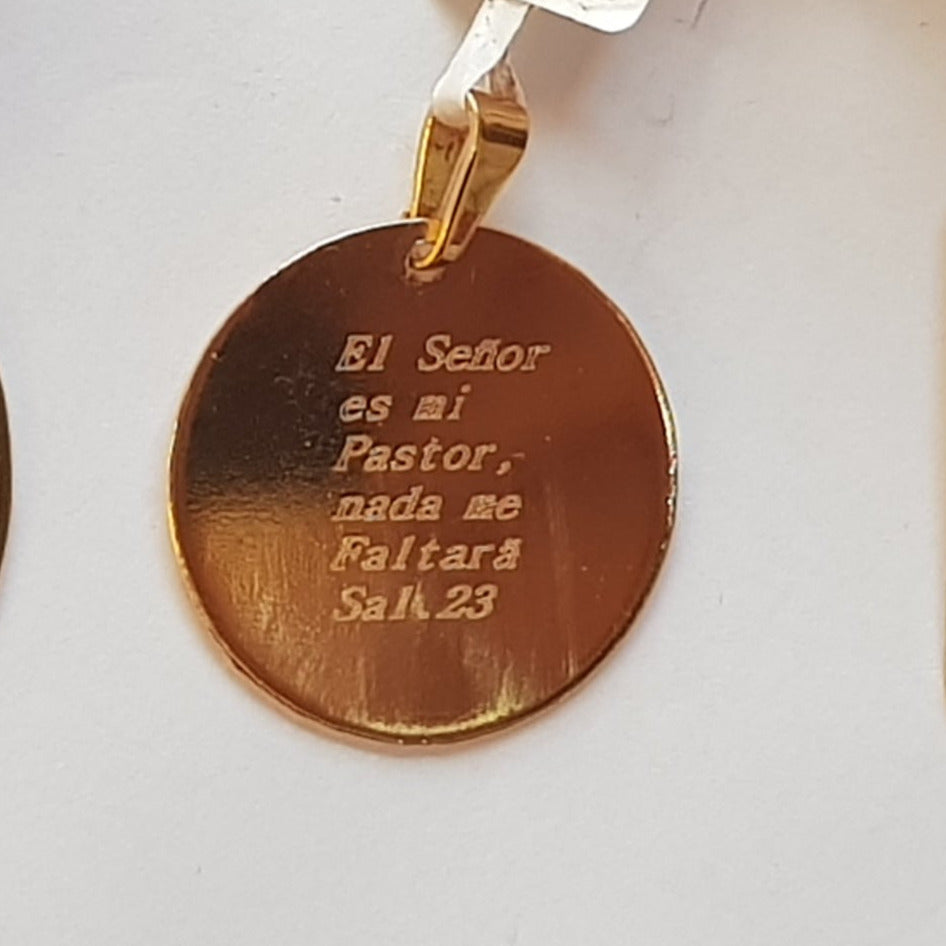 El Señor
es mi
Pastor,
nada me
Faltará
Sal.23